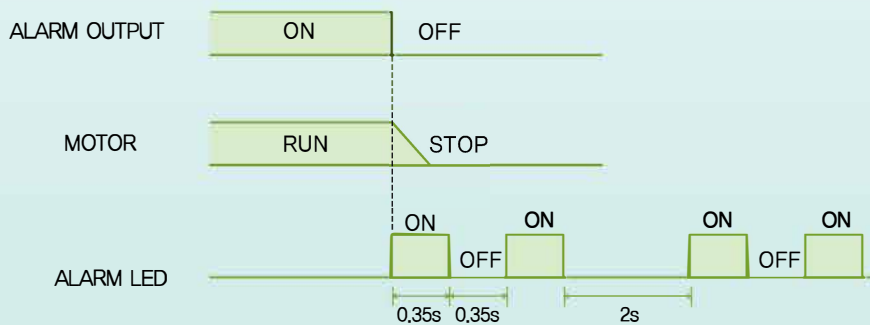 ALARM OUTPUT ON OFF
MOTOR RUN STOP
ON ON ON ON
ALARM LED OFF OFF
0.35s 0.35s 2s